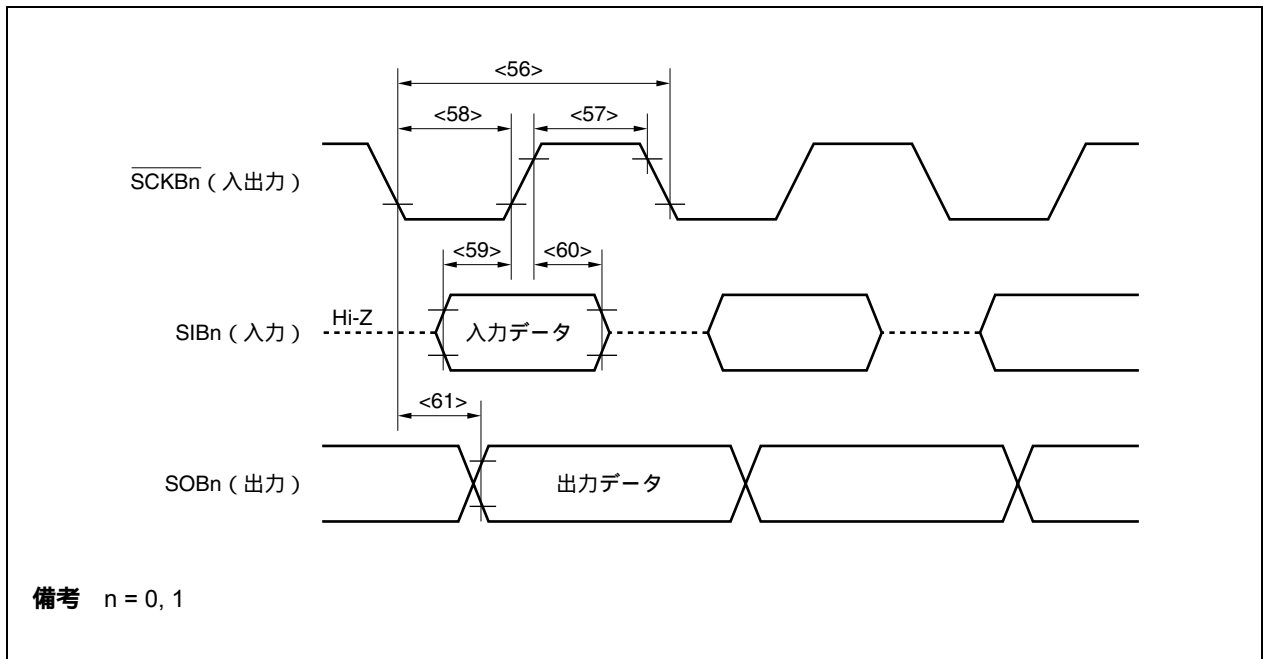 <56>
<58>
<57>
SCKBn ( 入出力 )
<59>
<60>
Hi-Z
SIBn ( 入力 )
入力データ
<61>
SOBn ( 出力 )
出力データ
備考 n = 0, 1